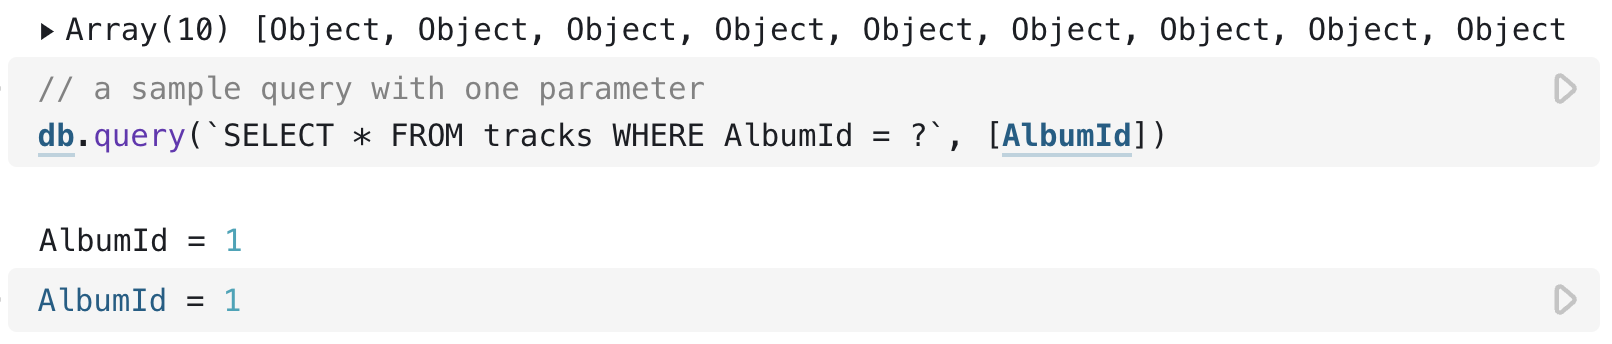 ▸Array(10) [Object, Object, Object, Object, Object, Object, Object, Object, Object
// a sample query with one parameter
db.query(`SELECT * FROM tracks WHERE AlbumId = ?`, [AlbumId])
AlbumId = 1
AlbumId = 1